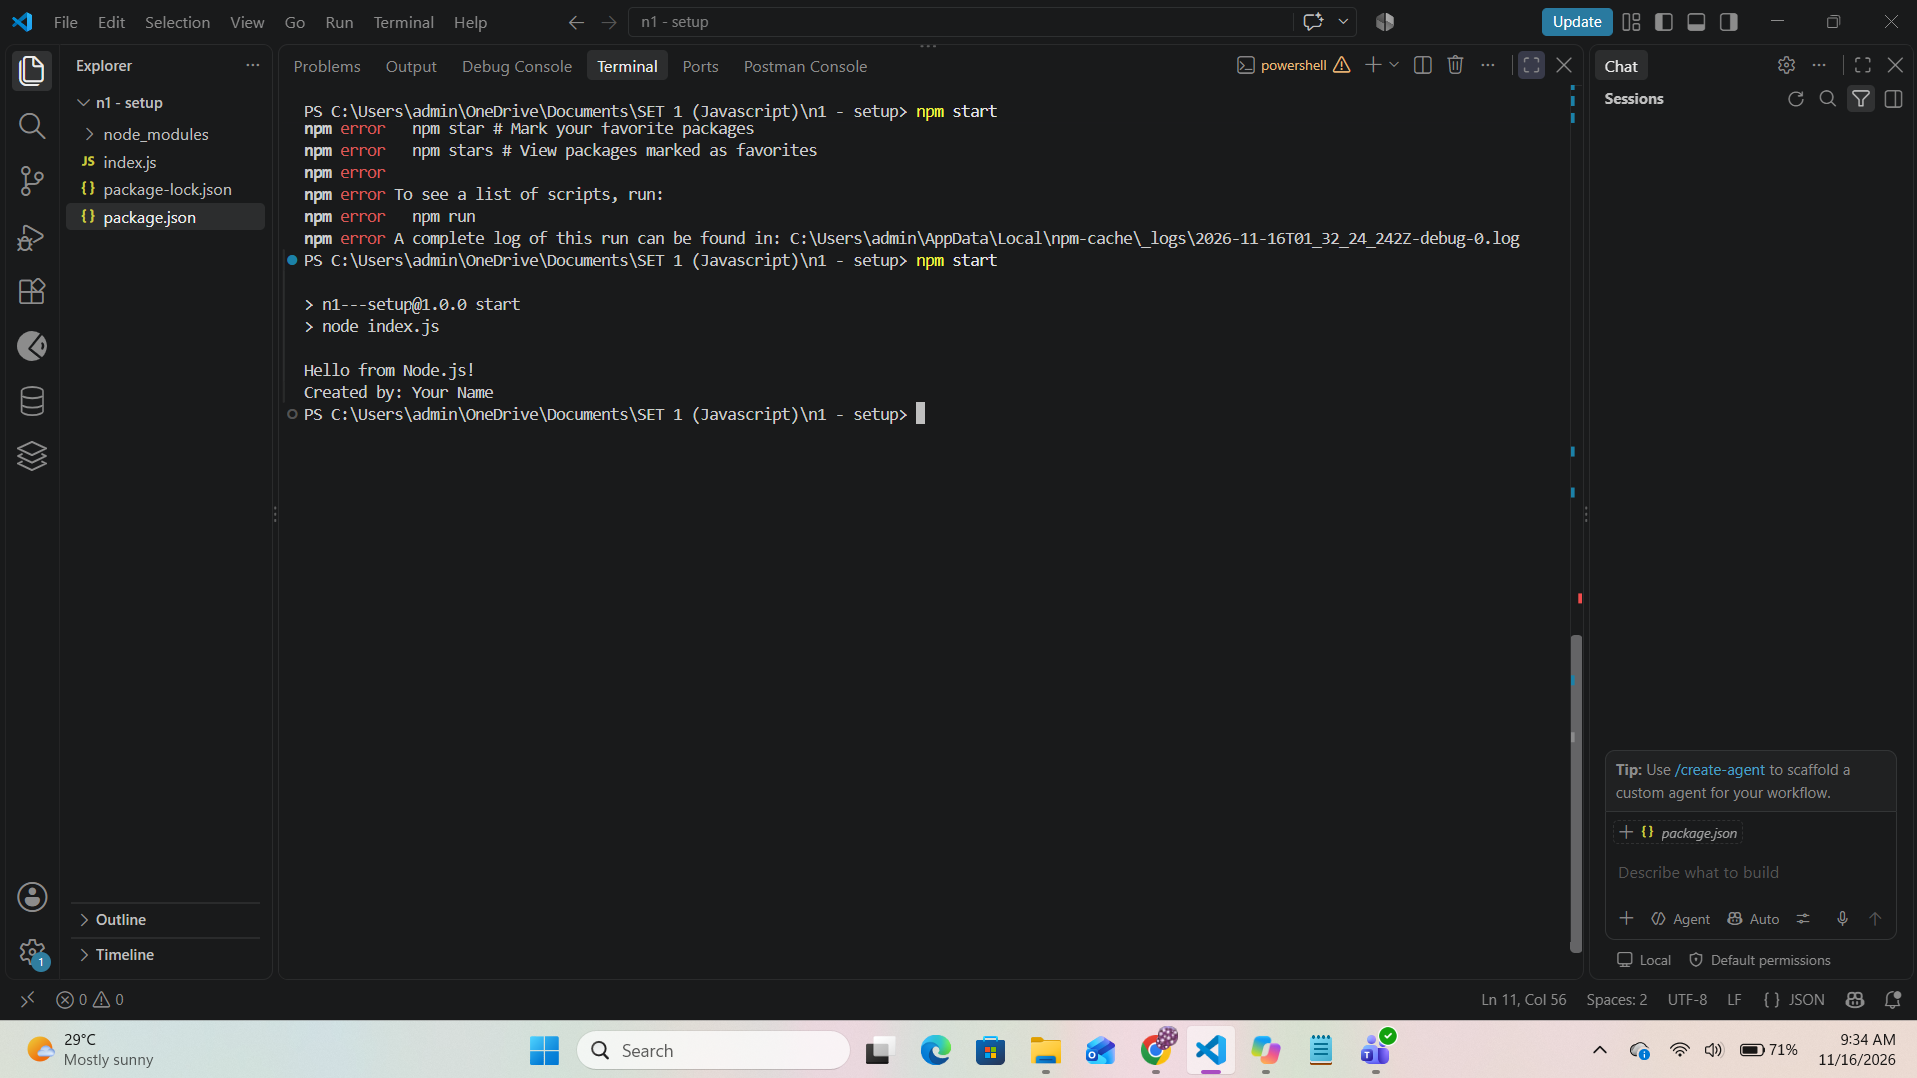 File Edit Selection View Go Run Terminal Help
n1 - setup
Update
Explorer
n1 - setup
node_modules
JS index.js
{} package-lock.json
{} package.json
Outline
Timeline
1
Problems Output Debug Console Terminal Ports Postman Console
powershell
PS C:\Users\admin\OneDrive\Documents\SET 1 (Javascript)\n1 - setup> npm start
npm error   npm star # Mark your favorite packages
npm error   npm stars # View packages marked as favorites
npm error
npm error To see a list of scripts, run:
npm error   npm run
npm error A complete log of this run can be found in: C:\Users\admin\AppData\Local\npm-cache\_logs\2026-11-16T01_32_24_242Z-debug-0.log
PS C:\Users\admin\OneDrive\Documents\SET 1 (Javascript)\n1 - setup> npm start
> n1---setup@1.0.0 start
> node index.js
Hello from Node.js!
Created by: Your Name
PS C:\Users\admin\OneDrive\Documents\SET 1 (Javascript)\n1 - setup>
Chat
Sessions
Tip: Use /create-agent to scaffold a
custom agent for your workflow.
{} package.json
Describe what to build
Agent Auto
Local Default permissions
0 0
Ln 11, Col 56 Spaces: 2 UTF-8 LF {} JSON
29°C
Mostly sunny
Search
71%
9:34 AM
11/16/2026